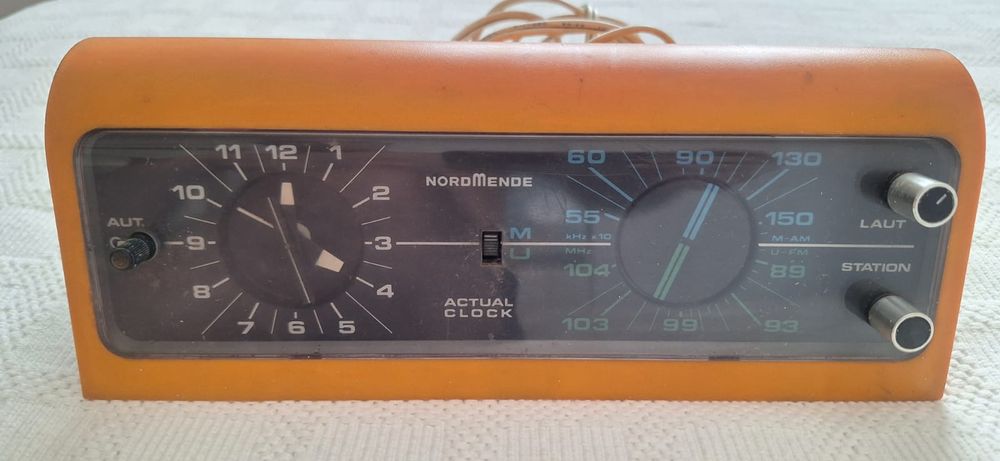 AUT.
11 12 1
10 2
9 3
8 4
7 6 5
NORDMENDE
M
U
ACTUAL
CLOCK
60 90 130
55 150
kHz x10 M-AM
MHz U-FM
104 89
103 99 93
LAUT
STATION